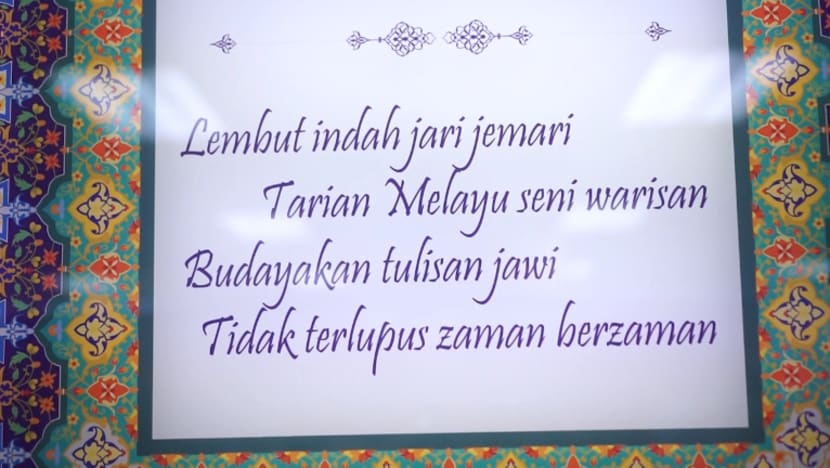 Lembut indah jari jemari
Tarian Melayu seni warisan
Budayakan tulisan jawi
Tidak terlupus zaman berzaman